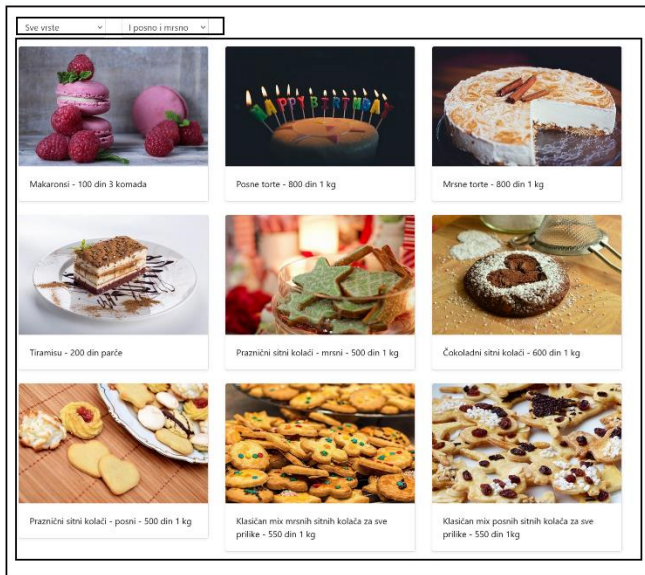 Sve vrste
I posno i mrsno
HAPPY BIRTHDAY
Makaronsi - 100 din 3 komada
Posne torte - 800 din 1 kg
Mrsne torte - 800 din 1 kg
Tiramisu - 200 din parče
Praznični sitni kolači - mrsni - 500 din 1 kg
Čokoladni sitni kolači - 600 din 1 kg
Praznični sitni kolači - posni - 500 din 1 kg
Klasičan mix mrsnih sitnih kolača za sve
prilike - 550 din 1 kg
Klasičan mix posnih sitnih kolača za sve
prilike - 550 din 1kg